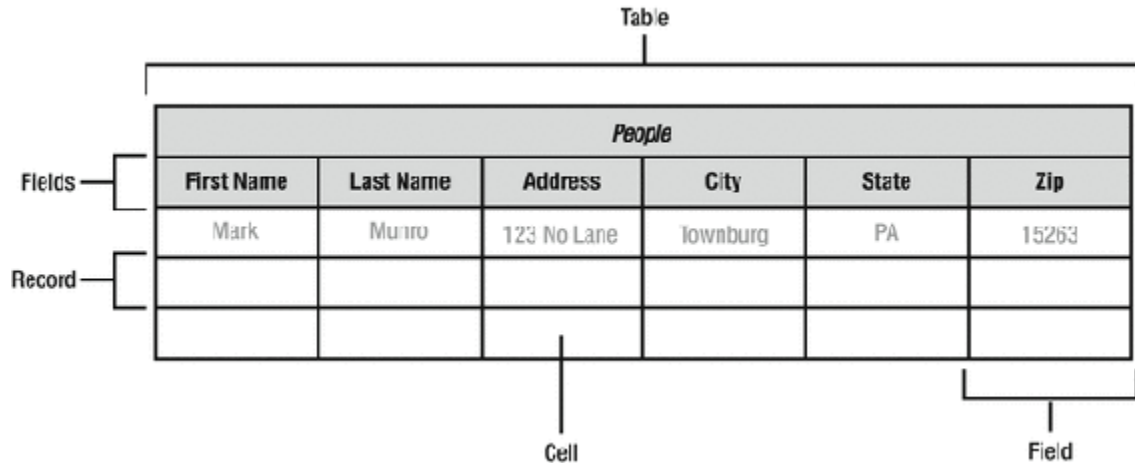 Table
People
Fields
First Name Last Name Address City State Zip
Mark Munro 123 No Lane Townburg PA 15263
Record
Cell
Field